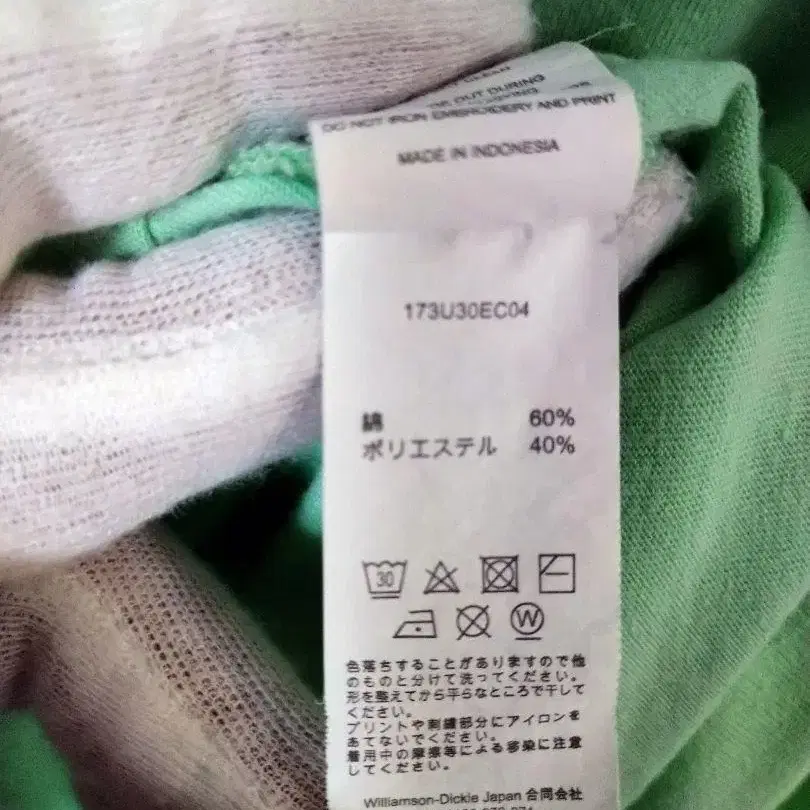 CLEAN
OUT DURING
DO NOT IRON EMBROIDERY AND PRINT
MADE IN INDONESIA
173U30EC04
綿 60%
ポリエステル 40%
30
W
色落ちすることがありますので他
のものと分けて洗ってください。
形を整えてから平らなところで干して
ください。
プリントや刺繍部分にアイロンを
あてないでください。
着用中の摩擦等による移染に注意
してください。
Williamson-Dickie Japan 合同会社